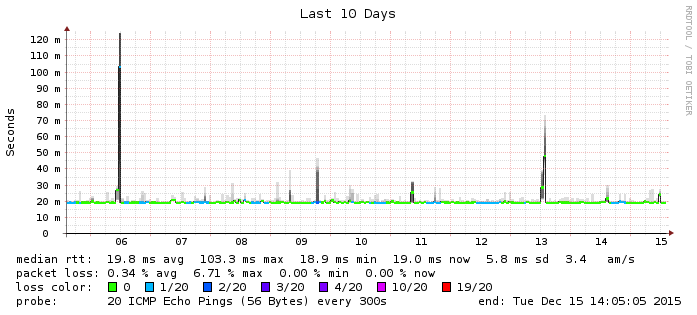 Last 10 Days
RRDTOOL / TOBI OETIKER
Seconds
120 m
110 m
100 m
90 m
80 m
70 m
60 m
50 m
40 m
30 m
20 m
10 m
0
06 07 08 09 10 11 12 13 14 15
median rtt: 19.8 ms avg 103.3 ms max 18.9 ms min 19.0 ms now 5.8 ms sd 3.4 am/s
packet loss: 0.34 % avg 6.71 % max 0.00 % min 0.00 % now
loss color: 0 1/20 2/20 3/20 4/20 10/20 19/20
probe: 20 ICMP Echo Pings (56 Bytes) every 300s end: Tue Dec 15 14:05:05 2015